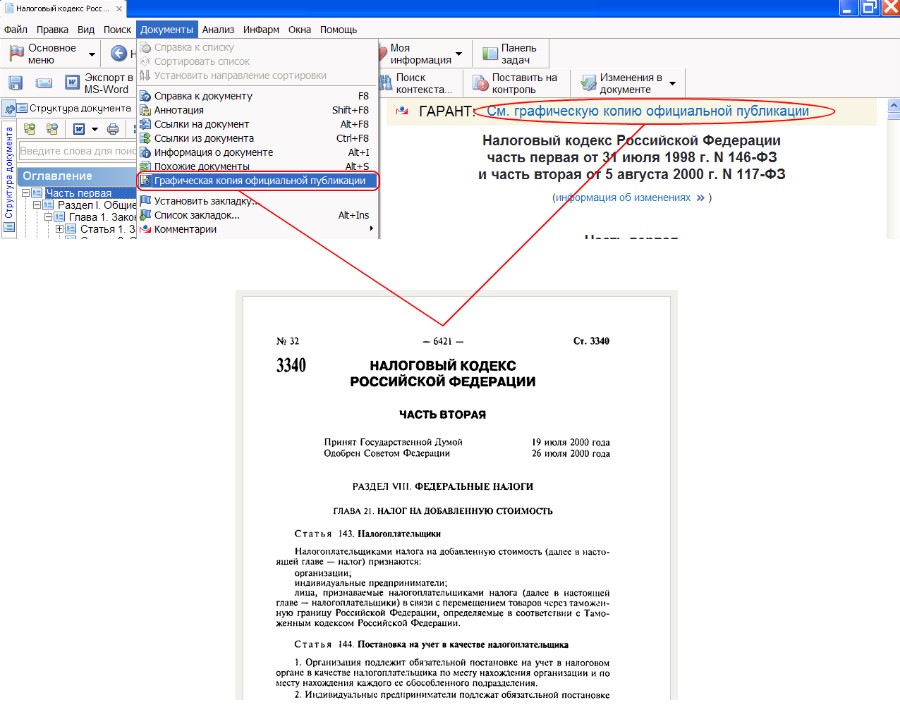 Налоговый кодекс Росс...
Файл Правка Вид Поиск Документы Анализ Инфарм Окна Помощь
Основное
меню
Н
Моя
информация
Панель
задач
Экспорт в
MS-Word
Поиск
контекста...
Поставить на
контроль
Изменения в
документе
Справка к списку
Сортировать список
Установить направление сортировки
Справка к документу F8
Аннотация Shift+F8
Ссылки на документ Alt+F8
Ссылки из документа Ctrl+F8
Информация о документе Alt+I
Похожие документы Alt+S
Графическая копия официальной публикации
Установить закладку...
Список закладок... Alt+Ins
Комментарии
Структура документа
Структура документа
Введите слова для поис
Оглавление
Часть первая
Раздел I. Общие
Глава 1. Зако
Статья 1. З
ГАРАНТ: См. графическую копию официальной публикации
Налоговый кодекс Российской Федерации
часть первая от 31 июля 1998 г. N 146-ФЗ
и часть вторая от 5 августа 2000 г. N 117-ФЗ
(информация об изменениях » )
Часть первая
№ 32 — 6421 — Ст. 3340
3340 НАЛОГОВЫЙ КОДЕКС
РОССИЙСКОЙ ФЕДЕРАЦИИ
ЧАСТЬ ВТОРАЯ
Принят Государственной Думой 19 июля 2000 года
Одобрен Советом Федерации 26 июля 2000 года
РАЗДЕЛ VIII. ФЕДЕРАЛЬНЫЕ НАЛОГИ
ГЛАВА 21. НАЛОГ НА ДОБАВЛЕННУЮ СТОИМОСТЬ
Статья 143. Налогоплательщики
Налогоплательщиками налога на добавленную стоимость (далее в насто-
ящей главе — налог) признаются:
организации;
индивидуальные предприниматели;
лица, признаваемые налогоплательщиками налога (далее в настоящей
главе — налогоплательщики) в связи с перемещением товаров через таможен-
ную границу Российской Федерации, определяемые в соответствии с Тамо-
женным кодексом Российской Федерации.
Статья 144. Постановка на учет в качестве налогоплательщика
1. Организация подлежит обязательной постановке на учет в налоговом
органе в качестве налогоплательщика по месту нахождения организации и по
месту нахождения каждого ее обособленного подразделения.
2. Индивидуальные предприниматели подлежат обязательной постановке